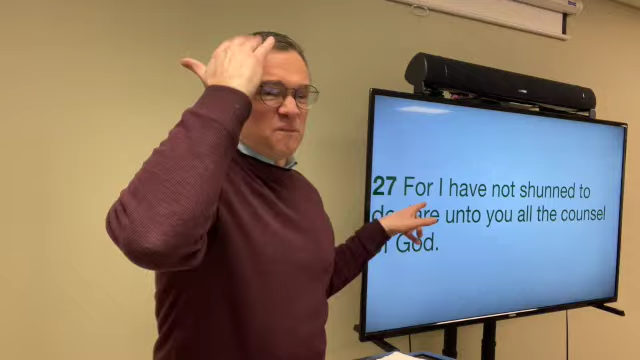 27 For I have not shunned to
unto you all the counsel
God.